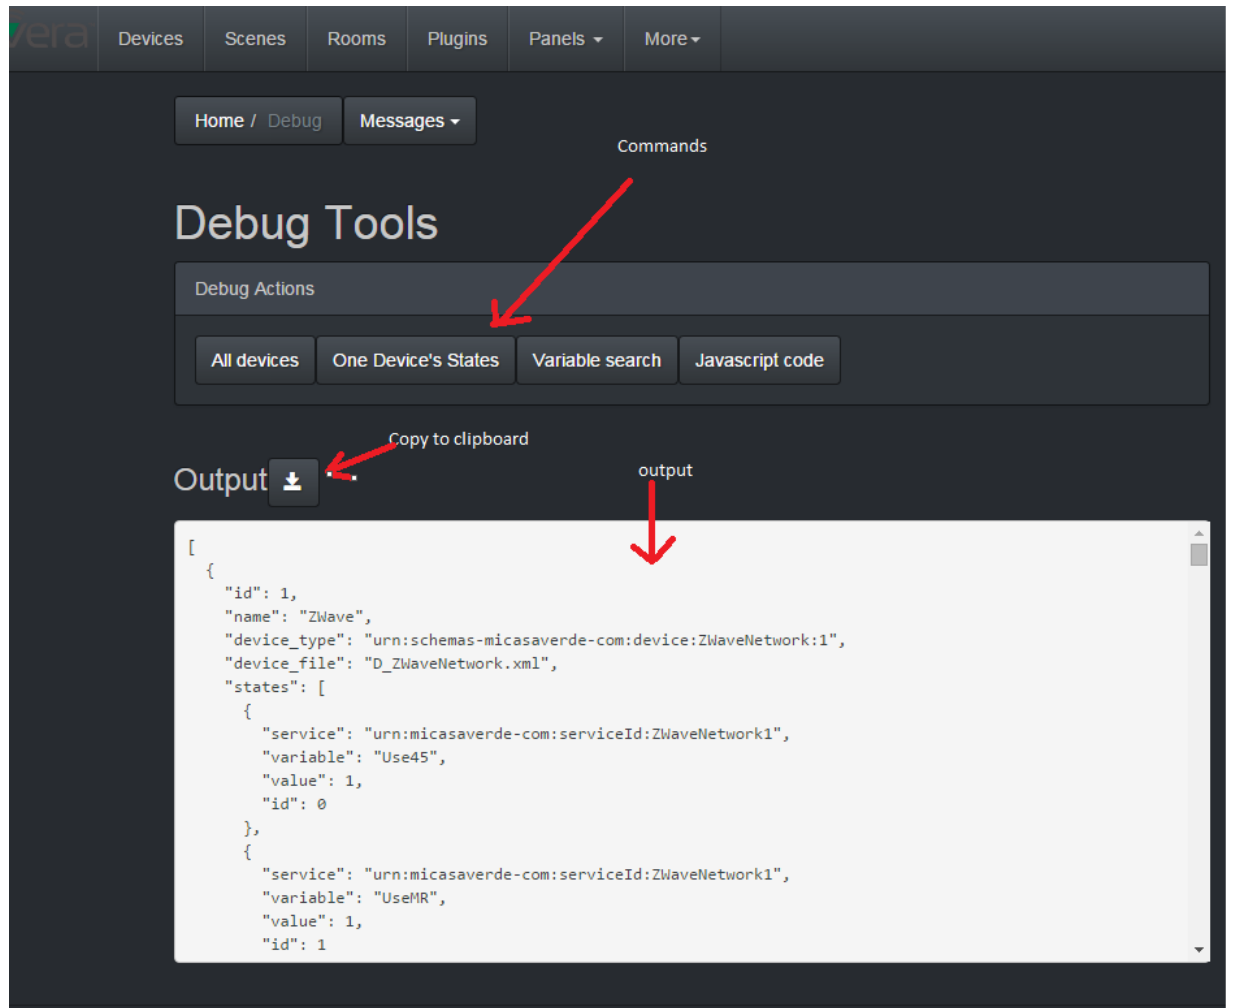 vera Devices Scenes Rooms Plugins Panels More
Home / Debug Messages
Commands
Debug Tools
Debug Actions
All devices One Device's States Variable search Javascript code
Copy to clipboard
Output
output
[
{
"id": 1,
"name": "ZWave",
"device_type": "urn:schemas-micasaverde-com:device:ZWaveNetwork:1",
"device_file": "D_ZWaveNetwork.xml",
"states": [
{
"service": "urn:micasaverde-com:serviceId:ZWaveNetwork1",
"variable": "Use45",
"value": 1,
"id": 0
},
{
"service": "urn:micasaverde-com:serviceId:ZWaveNetwork1",
"variable": "UseMR",
"value": 1,
"id": 1